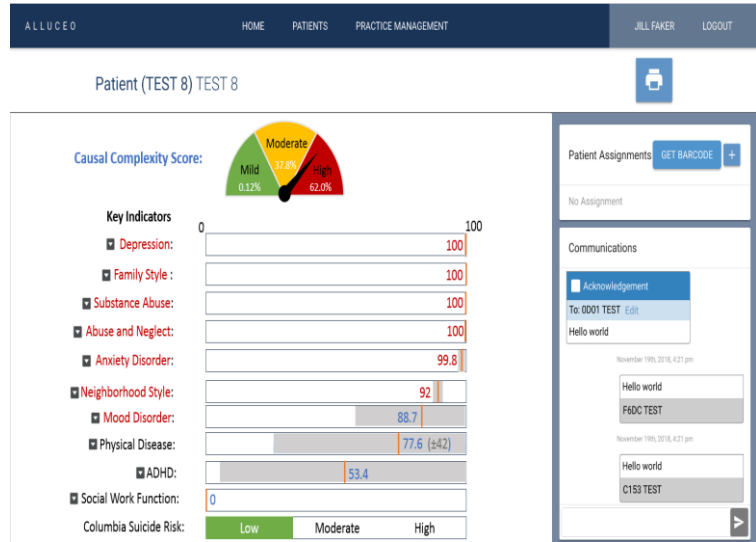 ALLUCEO HOME PATIENTS PRACTICE MANAGEMENT JILL FAKER LOGOUT
Patient (TEST 8) TEST 8
Causal Complexity Score:
Mild
0.12%
Moderate
37.8%
High
62.0%
Key Indicators
0 100
Depression: 100
Family Style : 100
Substance Abuse: 100
Abuse and Neglect: 100
Anxiety Disorder: 99.8
Neighborhood Style: 92
Mood Disorder: 88.7
Physical Disease: 77.6 (±42)
ADHD: 53.4
Social Work Function: 0
Columbia Suicide Risk: Low Moderate High
Patient Assignments GET BARCODE +
No Assignment
Communications
Acknowledgement
To: 0D01 TEST Edit
Hello world
November 19th, 2018, 4:21 pm
Hello world
F6DC TEST
November 19th, 2018, 4:21 pm
Hello world
C153 TEST
>